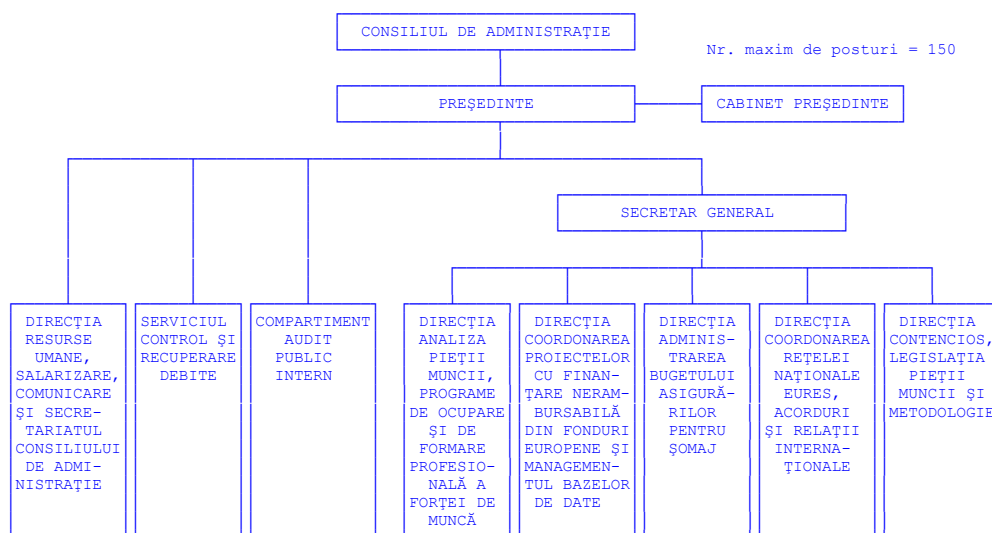 CONSILIUL DE ADMINISTRAŢIE
Nr. maxim de posturi = 150
PREŞEDINTE
CABINET PREŞEDINTE
SECRETAR GENERAL
DIRECŢIA
RESURSE
UMANE,
SALARIZARE,
COMUNICARE
ŞI SECRE-
TARIATUL
CONSILIULUI
DE ADMI-
NISTRAŢIE
SERVICIUL
CONTROL ŞI
RECUPERARE
DEBITE
COMPARTIMENT
AUDIT
PUBLIC
INTERN
DIRECŢIA
ANALIZA
PIEŢII
MUNCII,
PROGRAME
DE OCUPARE
ŞI DE
FORMARE
PROFESIO-
NALĂ A
FORŢEI DE
MUNCĂ
DIRECŢIA
COORDONAREA
PROIECTELOR
CU FINAN-
ŢARE NERAM-
BURSABILĂ
DIN FONDURI
EUROPENE ŞI
MANAGEMEN-
TUL BAZELOR
DE DATE
DIRECŢIA
ADMINIS-
TRAREA
BUGETULUI
ASIGURĂ-
RILOR
PENTRU
ŞOMAJ
DIRECŢIA
COORDONAREA
REŢELEI
NAŢIONALE
EURES,
ACORDURI
ŞI RELAŢII
INTERNA-
ŢIONALE
DIRECŢIA
CONTENCIOS,
LEGISLAŢIA
PIEŢII
MUNCII ŞI
METODOLOGIE